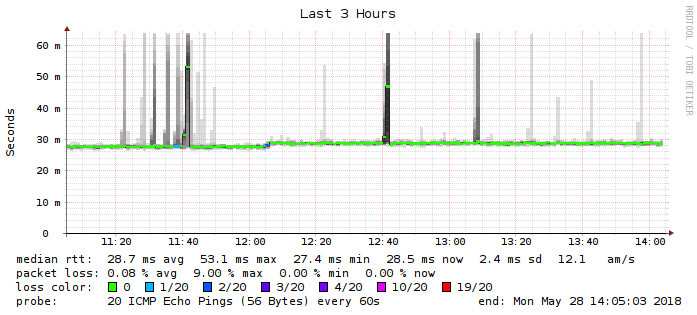 Last 3 Hours
RRDTOOL / TOBI OETIKER
Seconds
60 m
50 m
40 m
30 m
20 m
10 m
0
11:20 11:40 12:00 12:20 12:40 13:00 13:20 13:40 14:00
median rtt: 28.7 ms avg 53.1 ms max 27.4 ms min 28.5 ms now 2.4 ms sd 12.1 am/s
packet loss: 0.08 % avg 9.00 % max 0.00 % min 0.00 % now
loss color: 0 1/20 2/20 3/20 4/20 10/20 19/20
probe: 20 ICMP Echo Pings (56 Bytes) every 60s end: Mon May 28 14:05:03 2018